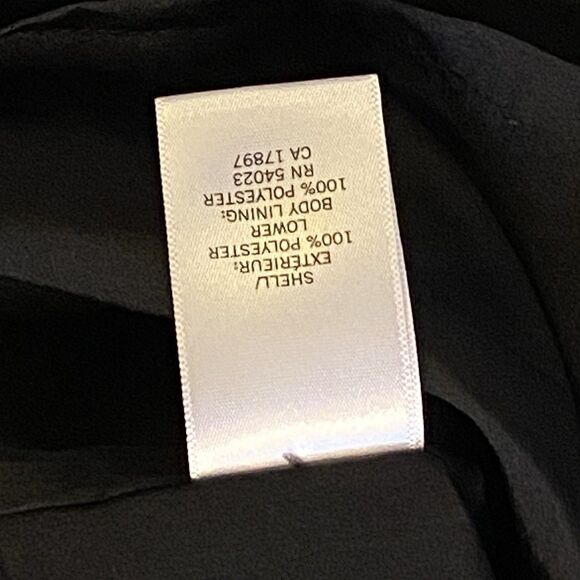 SHELL/
EXTÉRIEUR:
100% POLYESTER
LOWER
BODY LINING:
100% POLYESTER
RN 54023
CA 17897